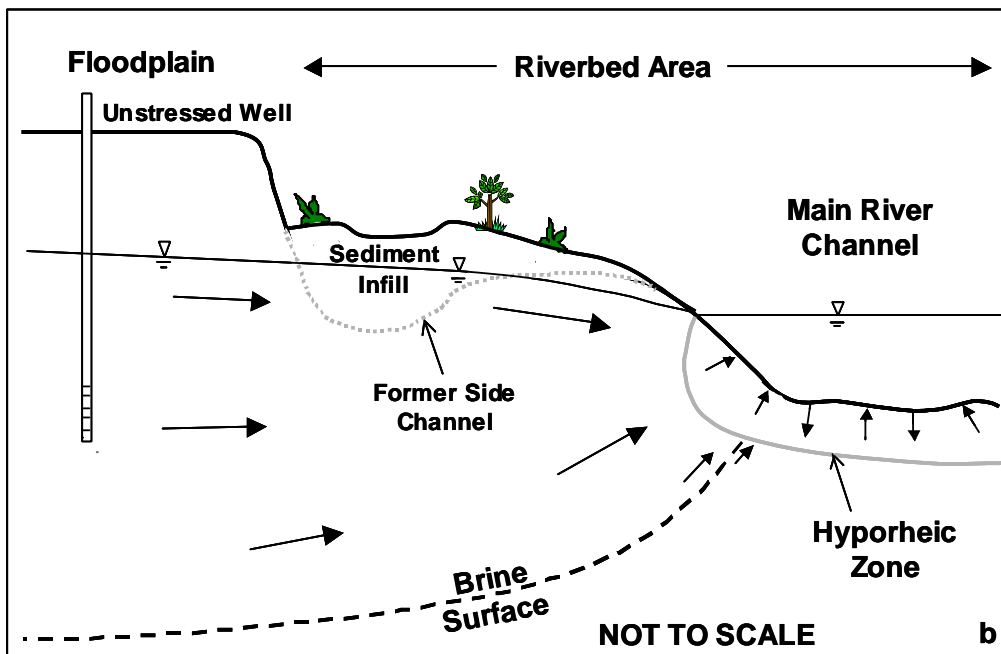 Floodplain
Riverbed Area
Unstressed Well
Main River
Channel
Sediment
Infill
Former Side
Channel
Hyporheic
Zone
Brine
Surface
NOT TO SCALE
b